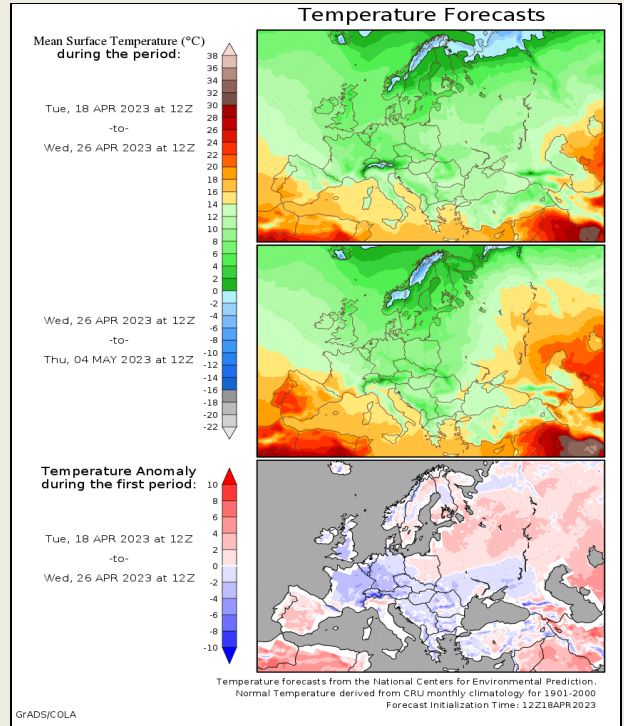 Temperature Forecasts
Mean Surface Temperature (°C)
during the period:
38
36
34
32
30
28
26
24
22
20
18
16
14
12
10
8
6
4
2
0
-2
-4
-6
-8
-10
-12
-14
-16
-18
-20
-22
Tue, 18 APR 2023 at 12Z
-to-
Wed, 26 APR 2023 at 12Z
Wed, 26 APR 2023 at 12Z
-to-
Thu, 04 MAY 2023 at 12Z
Temperature Anomaly
during the first period:
10
8
6
4
2
0
-2
-4
-6
-8
-10
Tue, 18 APR 2023 at 12Z
-to-
Wed, 26 APR 2023 at 12Z
Temperature forecasts from the National Centers for Environmental Prediction.
Normal Temperature derived from CRU monthly climatology for 1901-2000
Forecast Initialization Time: 12Z18APR2023
GrADS/COLA